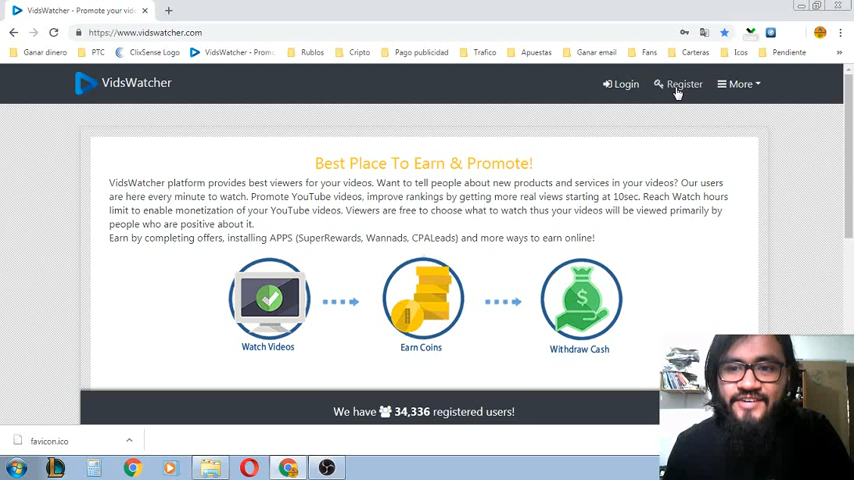 VidsWatcher - Promote your vide
https://www.vidswatcher.com
Ganar dinero
PTC
ClixSense Logo
VidsWatcher - Promo
Rublos
Cripto
Pago publicidad
Trafico
Apuestas
Ganar email
Fans
Carteras
Icos
Pendiente
VidsWatcher
Login
Register
More
Best Place To Earn & Promote!
VidsWatcher platform provides best viewers for your videos. Want to tell people about new products and services in your videos? Our users
are here every minute to watch. Promote YouTube videos, improve rankings by getting more real views starting at 10sec. Reach Watch hours
limit to enable monetization of your YouTube videos. Viewers are free to choose what to watch thus your videos will be viewed primarily by
people who are positive about it.
Earn by completing offers, installing APPS (SuperRewards, Wannads, CPALeads) and more ways to earn online!
Watch Videos
Earn Coins
Withdraw Cash
We have 34,336 registered users!
favicon.ico